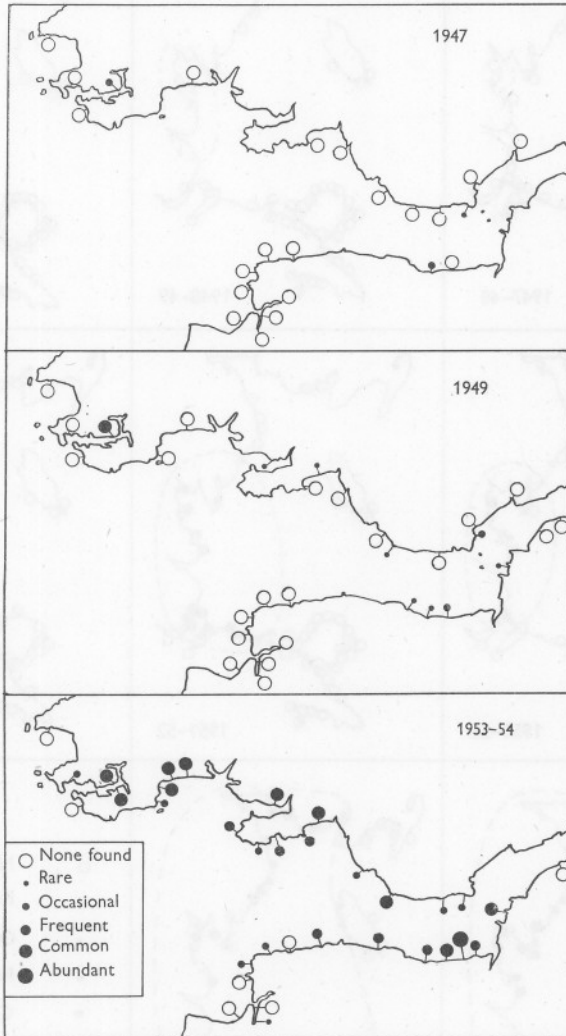 1947
1949
1953-54
None found
Rare
Occasional
Frequent
Common
Abundant